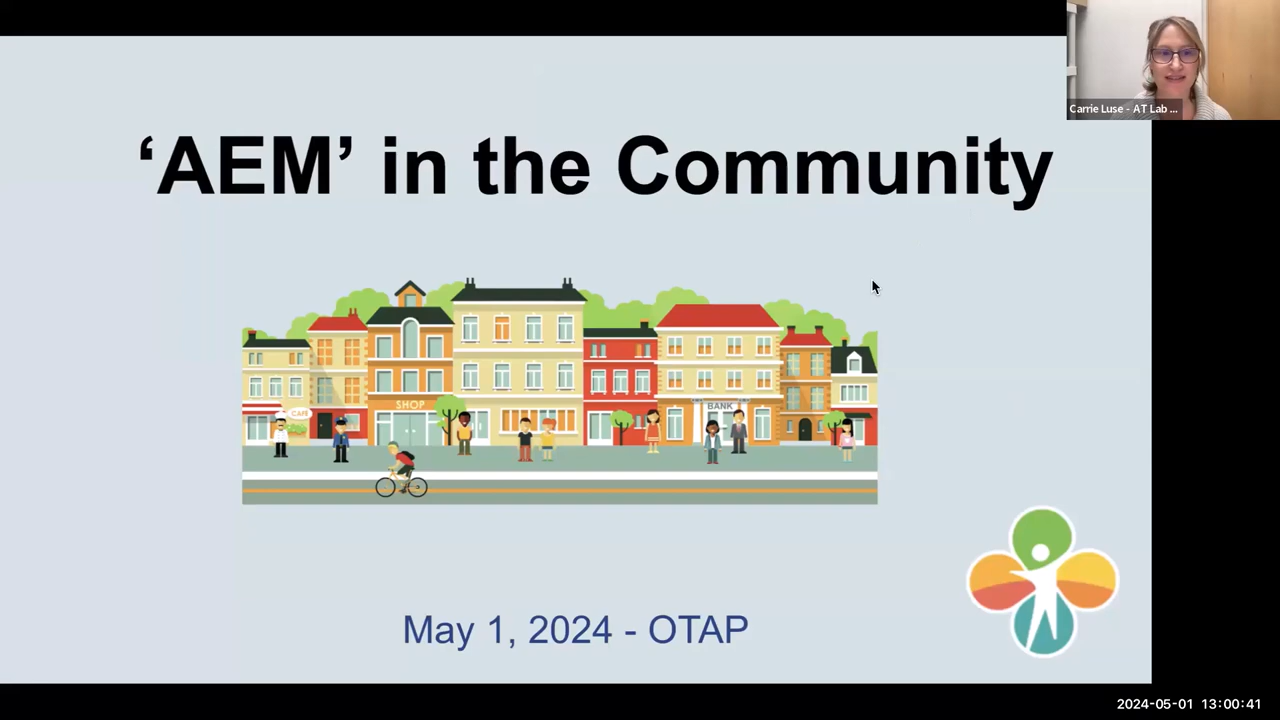 Carrie Luse - AT Lab ...
‘AEM’ in the Community
CAFE
SHOP
BANK
May 1, 2024 - OTAP
2024-05-01 13:00:41